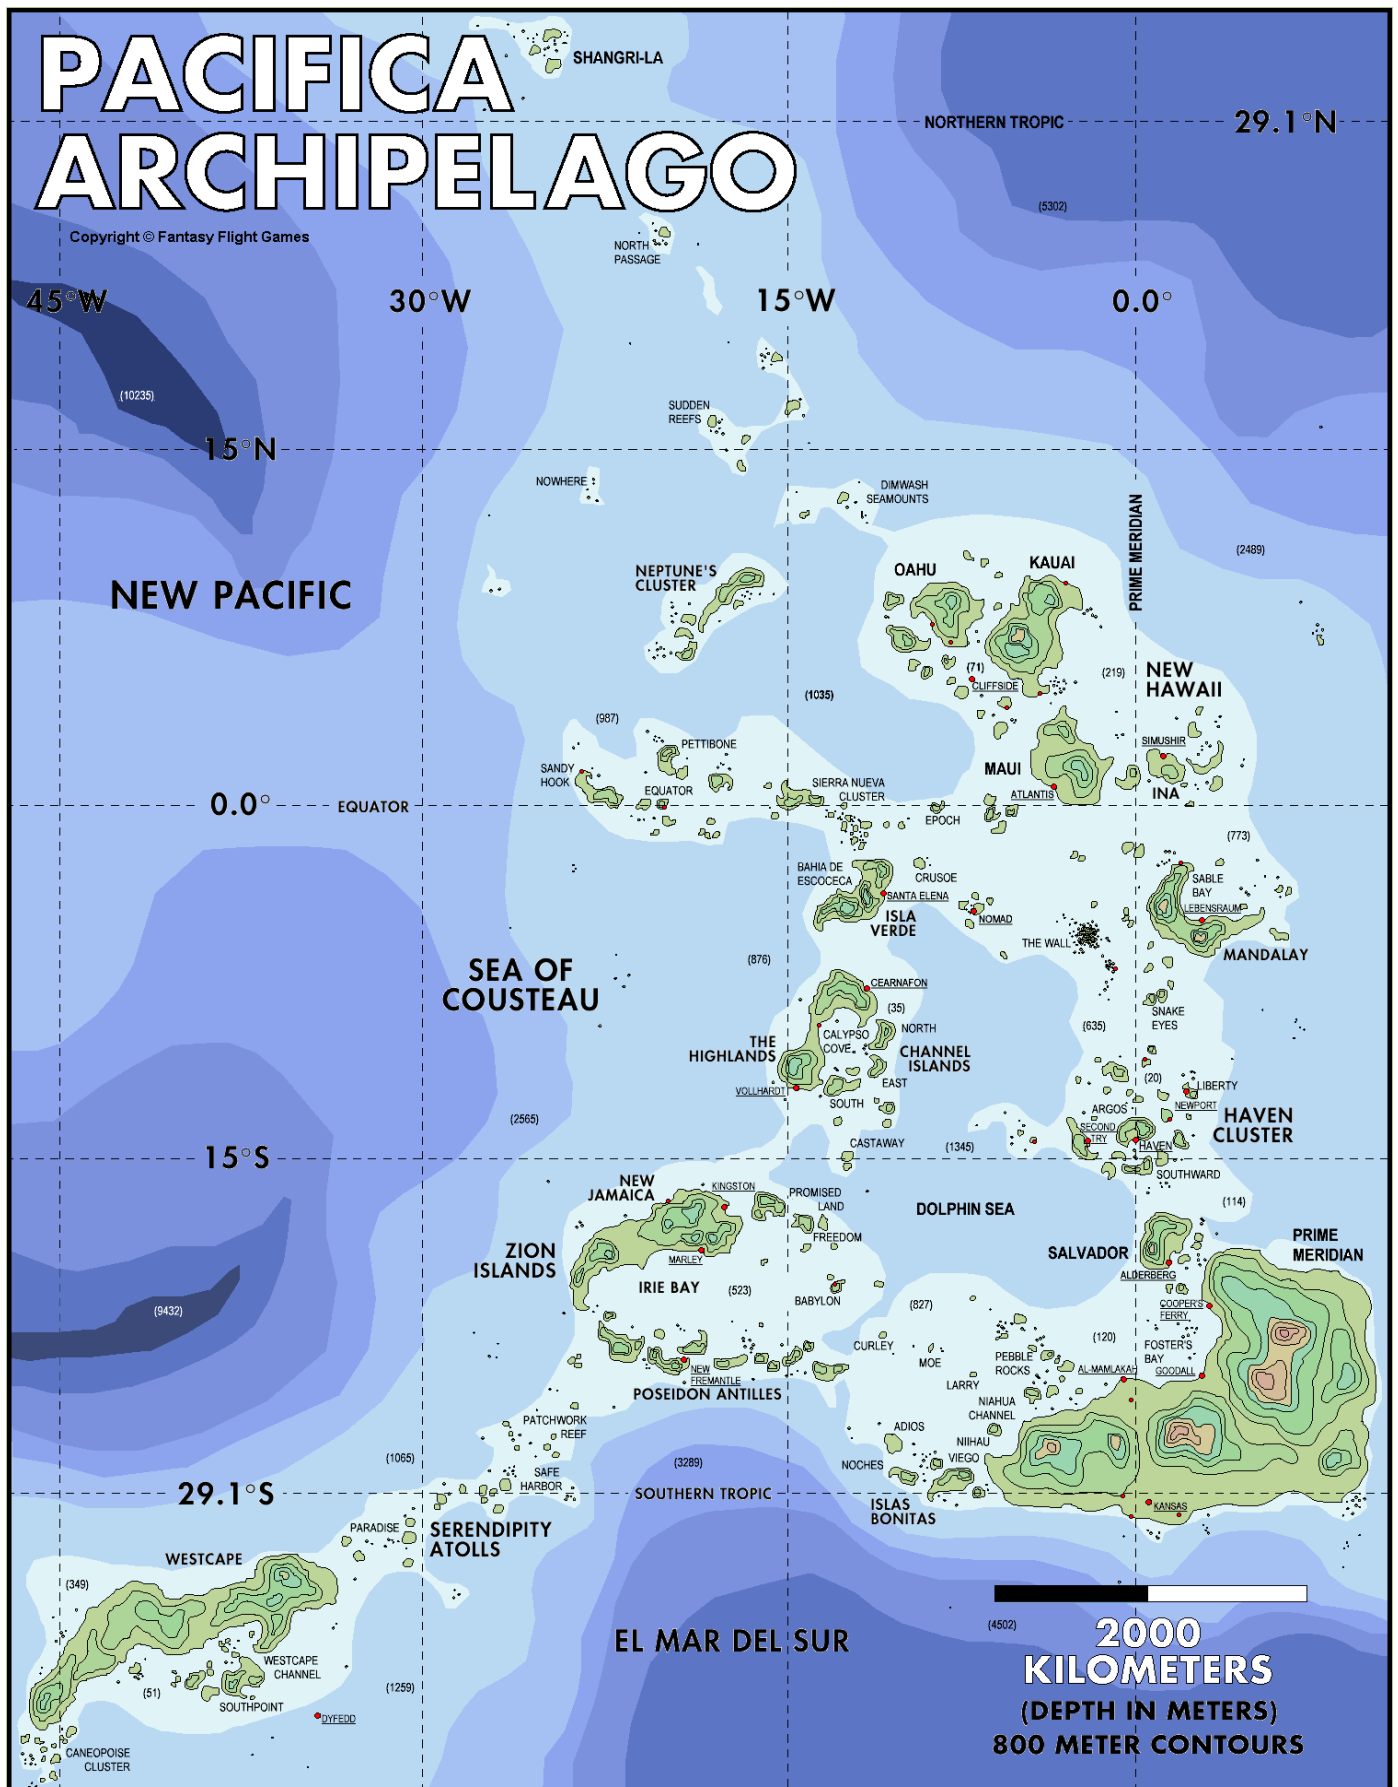 PACIFICA
ARCHIPELAGO
Copyright © Fantasy Flight Games
SHANGRI-LA
NORTHERN TROPIC
29.1°N
(5302)
NORTH
PASSAGE
45°W
30°W
15°W
0.0°
(10235)
SUDDEN
REEFS
15°N
NOWHERE
DIMWASH
SEAMOUNTS
PRIME MERIDIAN
(2489)
NEW PACIFIC
NEPTUNE'S
CLUSTER
OAHU
KAUAI
(71)
CLIFFSIDE
(219)
NEW
HAWAII
(1035)
(987)
PETTIBONE
SANDY
HOOK
EQUATOR
SIERRA NUEVA
CLUSTER
MAUI
ATLANTIS
SIMUSHIR
INA
0.0°
EQUATOR
EPOCH
(773)
BAHIA DE
ESCOCECA
CRUSOE
SANTA ELENA
ISLA
VERDE
NOMAD
SABLE
BAY
LEBENSRAUM
THE WALL
MANDALAY
SEA OF
COUSTEAU
(876)
CEARNAFON
(35)
SNAKE
EYES
(635)
NORTH
CALYPSO
COVE
THE
HIGHLANDS
CHANNEL
ISLANDS
VOLLHARDT
EAST
SOUTH
(20)
LIBERTY
NEWPORT
ARGOS
SECOND
TRY
HAVEN
HAVEN
CLUSTER
(2565)
CASTAWAY
(1345)
15°S
SOUTHWARD
NEW
JAMAICA
KINGSTON
PROMISED
LAND
DOLPHIN SEA
(114)
FREEDOM
ZION
ISLANDS
MARLEY
SALVADOR
PRIME
MERIDIAN
ALDERBERG
IRIE BAY
(523)
BABYLON
(827)
COOPER'S
FERRY
(9432)
(120)
FOSTER'S
BAY
CURLEY
MOE
PEBBLE
ROCKS
AL-MAMLAKAH
GOODALL
NEW
FREMANTLE
LARRY
POSEIDON ANTILLES
NIAHUA
CHANNEL
PATCHWORK
REEF
ADIOS
NIIHAU
(1065)
(3289)
NOCHES
VIEGO
SAFE
HARBOR
29.1°S
SOUTHERN TROPIC
ISLAS
BONITAS
KANSAS
PARADISE
SERENDIPITY
ATOLLS
WESTCAPE
(349)
EL MAR DEL SUR
(4502)
2000
KILOMETERS
(DEPTH IN METERS)
800 METER CONTOURS
WESTCAPE
CHANNEL
(51)
SOUTHPOINT
(1259)
DYFEDD
CANEOPOISE
CLUSTER